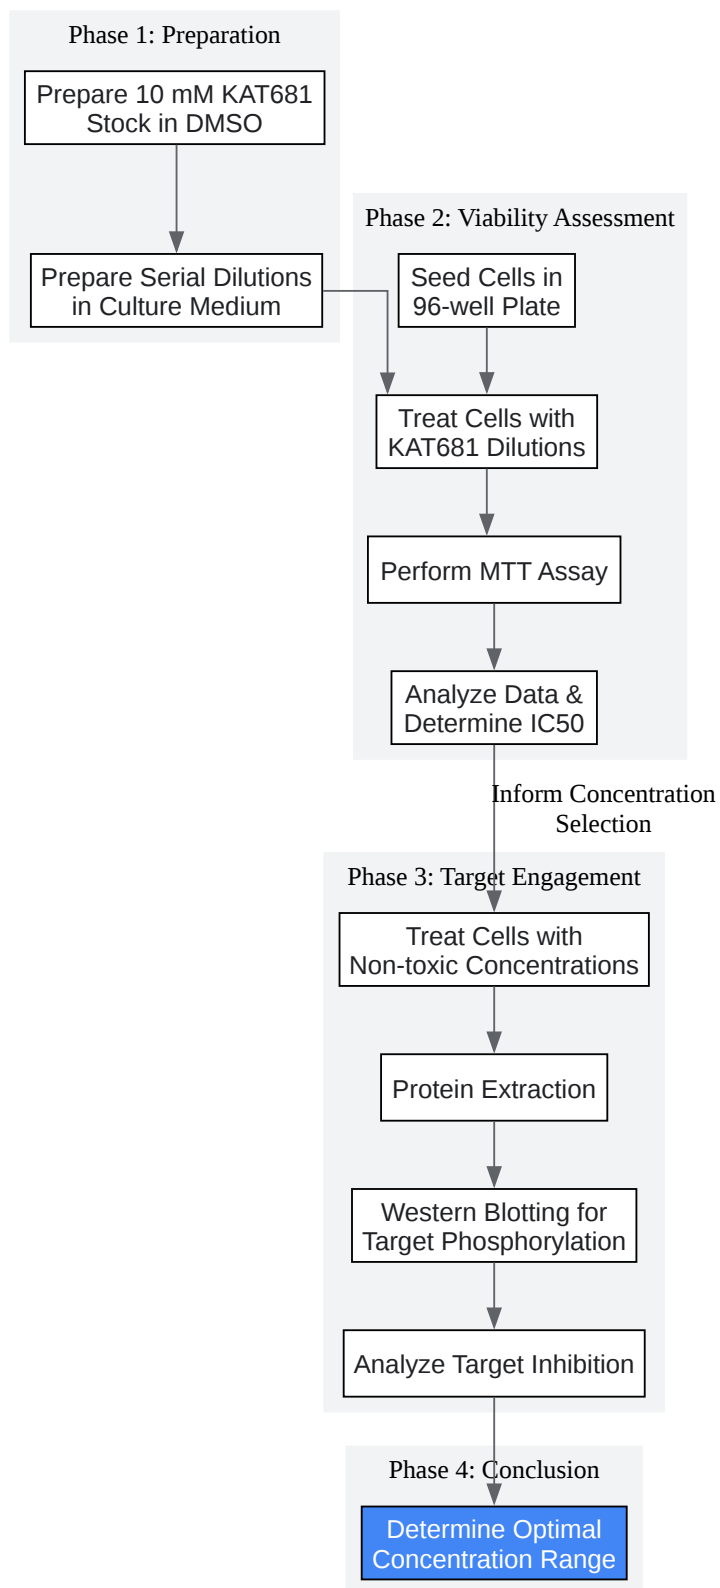 Phase 1: Preparation
Prepare 10 mM KAT681
Stock in DMSO
Prepare Serial Dilutions
in Culture Medium
Phase 2: Viability Assessment
Seed Cells in
96-well Plate
Treat Cells with
KAT681 Dilutions
Perform MTT Assay
Analyze Data &
Determine IC50
Inform Concentration
Selection
Phase 3: Target Engagement
Treat Cells with
Non-toxic Concentrations
Protein Extraction
Western Blotting for
Target Phosphorylation
Analyze Target Inhibition
Phase 4: Conclusion
Determine Optimal
Concentration Range